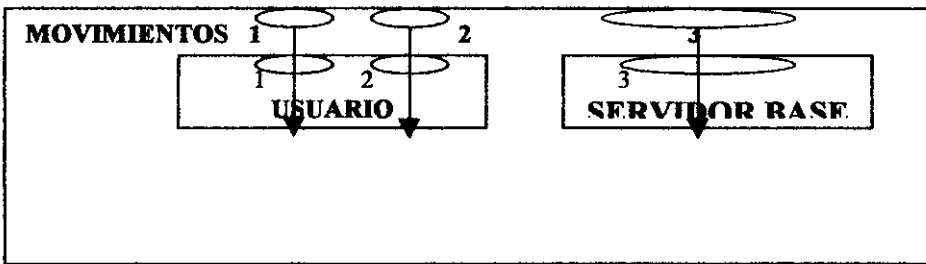 MOVIMIENTOS 1 2 3
1 2 3
USUARIO SERVIDOR BASE